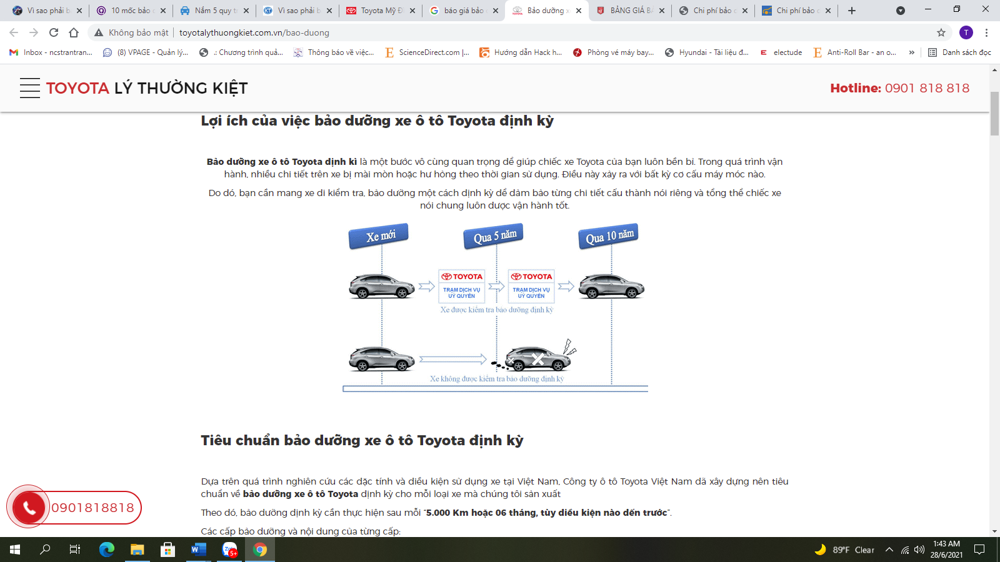 Vì sao phải b
10 mốc bảo
Nắm 5 quy t
Vì sao phải b
Toyota Mỹ Đ
báo giá bảo
Bảo dưỡng x
BẢNG GIÁ B
Chi phí bảo
Chi phí bảo
Không bảo mật
toyotalythuongkiet.com.vn/bao-duong
T
Inbox - ncstrantran...
(8) VPAGE - Quản lý...
.: Chương trình quả...
Thông báo về việc...
ScienceDirect.com |...
Hướng dẫn Hack h...
Phòng vé máy bay...
Hyundai - Tài liệu đ...
electude
Anti-Roll Bar - an o...
»
Danh sách đọc
TOYOTA LÝ THƯỜNG KIỆT
Hotline: 0901 818 818
Lợi ích của việc bảo dưỡng xe ô tô Toyota định kỳ
Bảo dưỡng xe ô tô Toyota định kì là một bước vô cùng quan trọng để giúp chiếc xe Toyota của bạn luôn bền bỉ. Trong quá trình vận
hành, nhiều chi tiết trên xe bị mài mòn hoặc hư hỏng theo thời gian sử dụng. Điều này xảy ra với bất kỳ cơ cấu máy móc nào.
Do đó, bạn cần mang xe đi kiểm tra, bảo dưỡng một cách định kỳ để đảm bảo từng chi tiết cấu thành nói riêng và tổng thể chiếc xe
nói chung luôn được vận hành tốt.
Xe mới
Qua 5 năm
Qua 10 năm
TOYOTA
TOYOTA
TRẠM DỊCH VỤ
UỶ QUYỀN
TRẠM DỊCH VỤ
UỶ QUYỀN
Xe được kiểm tra bảo dưỡng định kỳ
Xe không được kiểm tra bảo dưỡng định kỳ
Tiêu chuẩn bảo dưỡng xe ô tô Toyota định kỳ
Dựa trên quá trình nghiên cứu các đặc tính và điều kiện sử dụng xe tại Việt Nam, Công ty ô tô Toyota Việt Nam đã xây dựng nên tiêu
chuẩn về bảo dưỡng xe ô tô Toyota định kỳ cho mỗi loại xe mà chúng tôi sản xuất
Theo đó, bảo dưỡng định kỳ cần thực hiện sau mỗi “5.000 Km hoặc 06 tháng, tùy điều kiện nào đến trước”.
Các cấp bảo dưỡng và nội dung của từng cấp:
0901818818
5+
89°F Clear
1:43 AM
28/6/2021